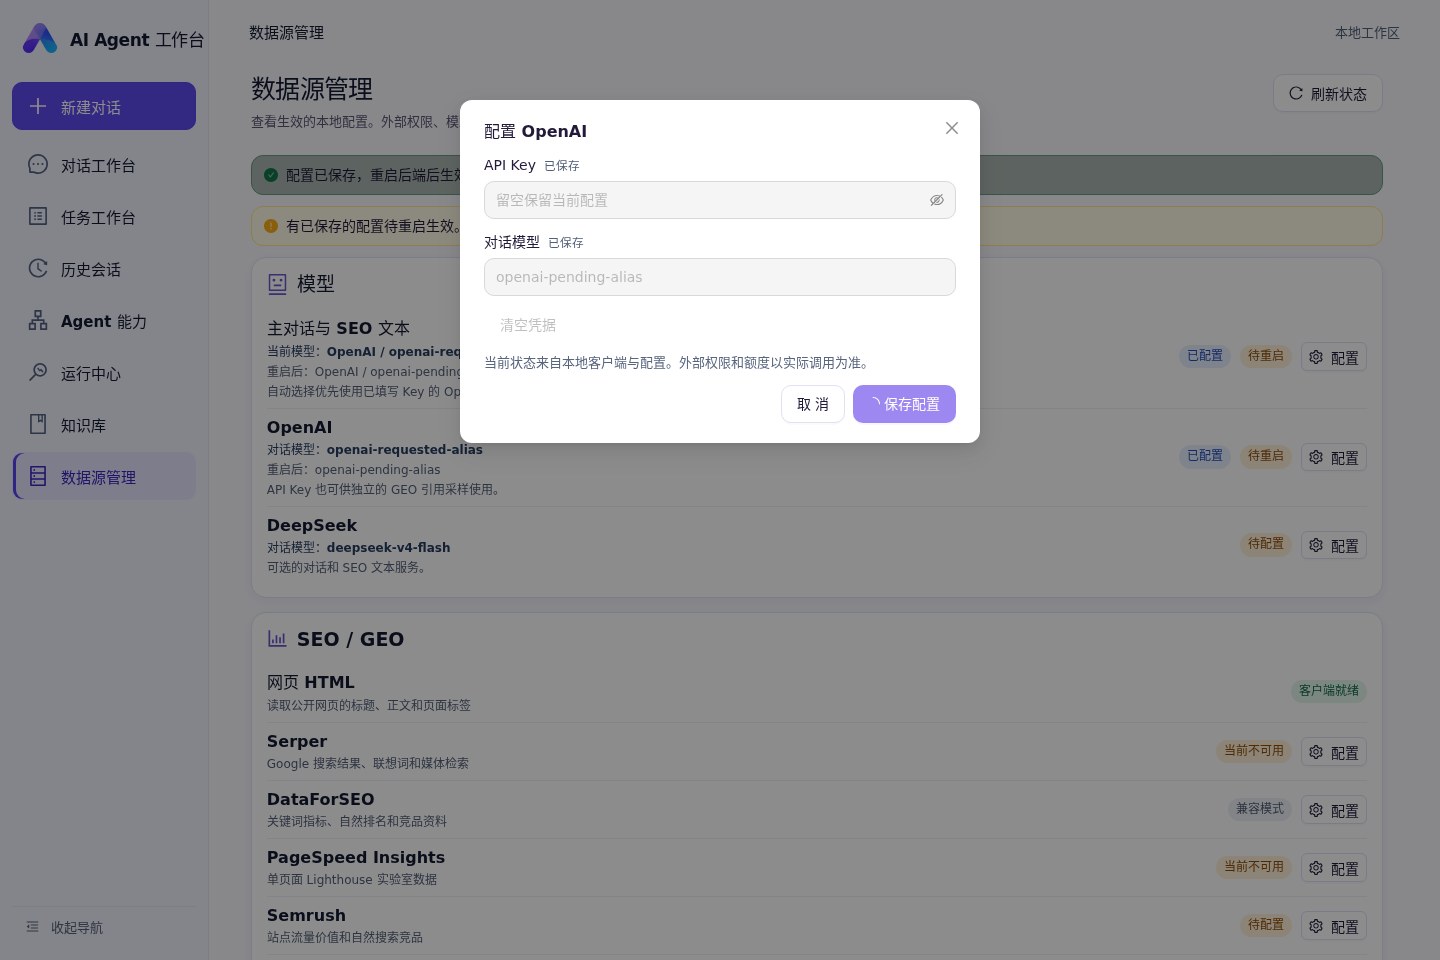 AI Agent 工作台
新建对话
对话工作台
任务工作台
历史会话
Agent 能力
运行中心
知识库
数据源管理
收起导航
数据源管理
本地工作区
数据源管理
刷新状态
查看生效的本地配置。外部权限、模
配置已保存，重启后端后生效
有已保存的配置待重启生效。
模型
主对话与 SEO 文本
当前模型：OpenAI / openai-req
重启后：OpenAI / openai-pending
自动选择优先使用已填写 Key 的 Op
已配置
待重启
配置
OpenAI
对话模型：openai-requested-alias
重启后：openai-pending-alias
API Key 也可供独立的 GEO 引用采样使用。
已配置
待重启
配置
DeepSeek
对话模型：deepseek-v4-flash
可选的对话和 SEO 文本服务。
待配置
配置
SEO / GEO
网页 HTML
读取公开网页的标题、正文和页面标签
客户端就绪
Serper
Google 搜索结果、联想词和媒体检索
当前不可用
配置
DataForSEO
关键词指标、自然排名和竞品资料
兼容模式
配置
PageSpeed Insights
单页面 Lighthouse 实验室数据
当前不可用
配置
Semrush
站点流量价值和自然搜索竞品
待配置
配置
配置 OpenAI
API Key 已保存
留空保留当前配置
对话模型 已保存
openai-pending-alias
清空凭据
当前状态来自本地客户端与配置。外部权限和额度以实际调用为准。
取 消
保存配置